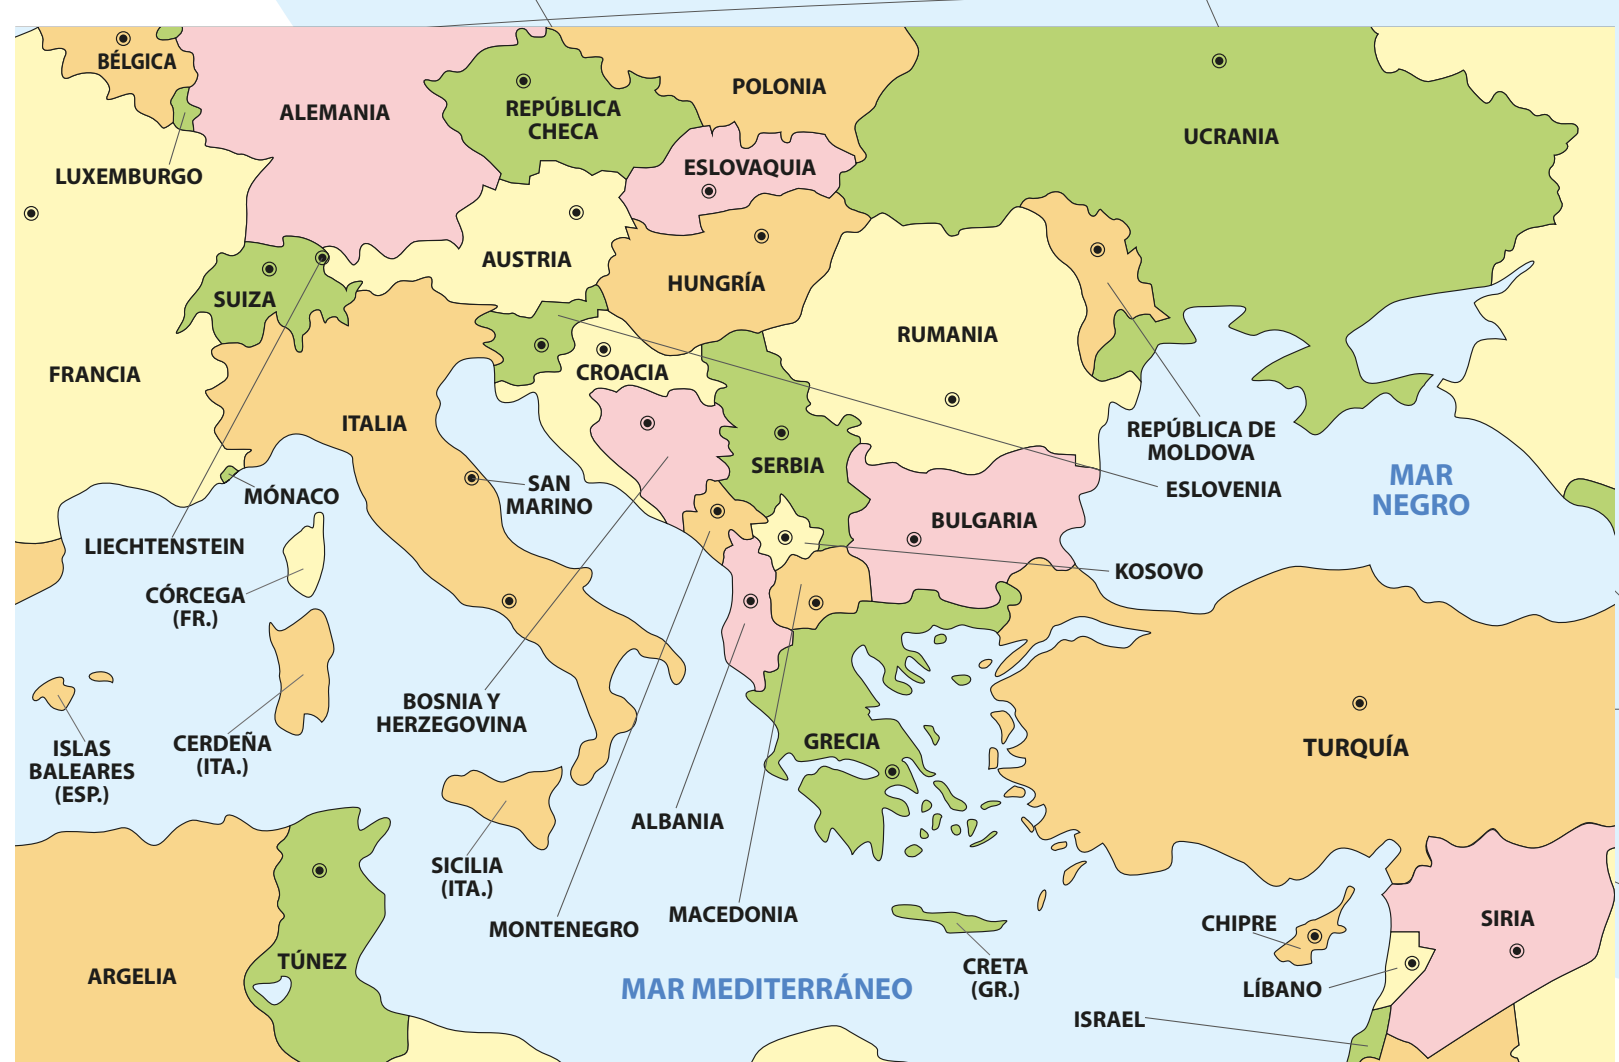 BÉLGICA
ALEMANIA
REPÚBLICA
CHECA
POLONIA
UCRANIA
LUXEMBURGO
ESLOVAQUIA
AUSTRIA
HUNGRÍA
SUIZA
RUMANIA
FRANCIA
CROACIA
ITALIA
REPÚBLICA DE
MOLDOVA
SERBIA
MAR
NEGRO
ESLOVENIA
SAN
MARINO
MÓNACO
BULGARIA
LIECHTENSTEIN
KOSOVO
CÓRCEGA
(FR.)
BOSNIA Y
HERZEGOVINA
GRECIA
TURQUÍA
ISLAS
BALEARES
(ESP.)
CERDEÑA
(ITA.)
ALBANIA
SICILIA
(ITA.)
MONTENEGRO
MACEDONIA
CHIPRE
SIRIA
ARGELIA
TÚNEZ
MAR MEDITERRÁNEO
CRETA
(GR.)
LÍBANO
ISRAEL